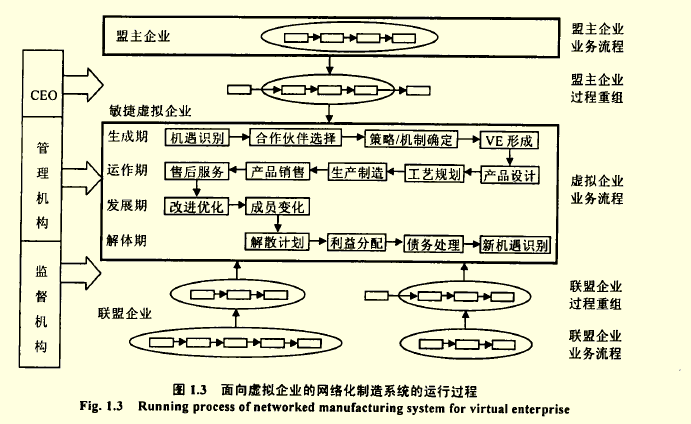 盟主企业
盟主企业
业务流程
CEO
盟主企业
过程重组
敏捷虚拟企业
生成期 机遇识别 合作伙伴选择 策略/机制确定 VE 形成
管理机构
运作期 售后服务 产品销售 生产制造 工艺规划 产品设计
虚拟企业
业务流程
发展期 改进优化 成员变化
解体期 解散计划 利益分配 债务处理 新机遇识别
监督机构
联盟企业
联盟企业
过程重组
联盟企业
业务流程
图 1.3 面向虚拟企业的网络化制造系统的运行过程
Fig. 1.3 Running process of networked manufacturing system for virtual enterprise